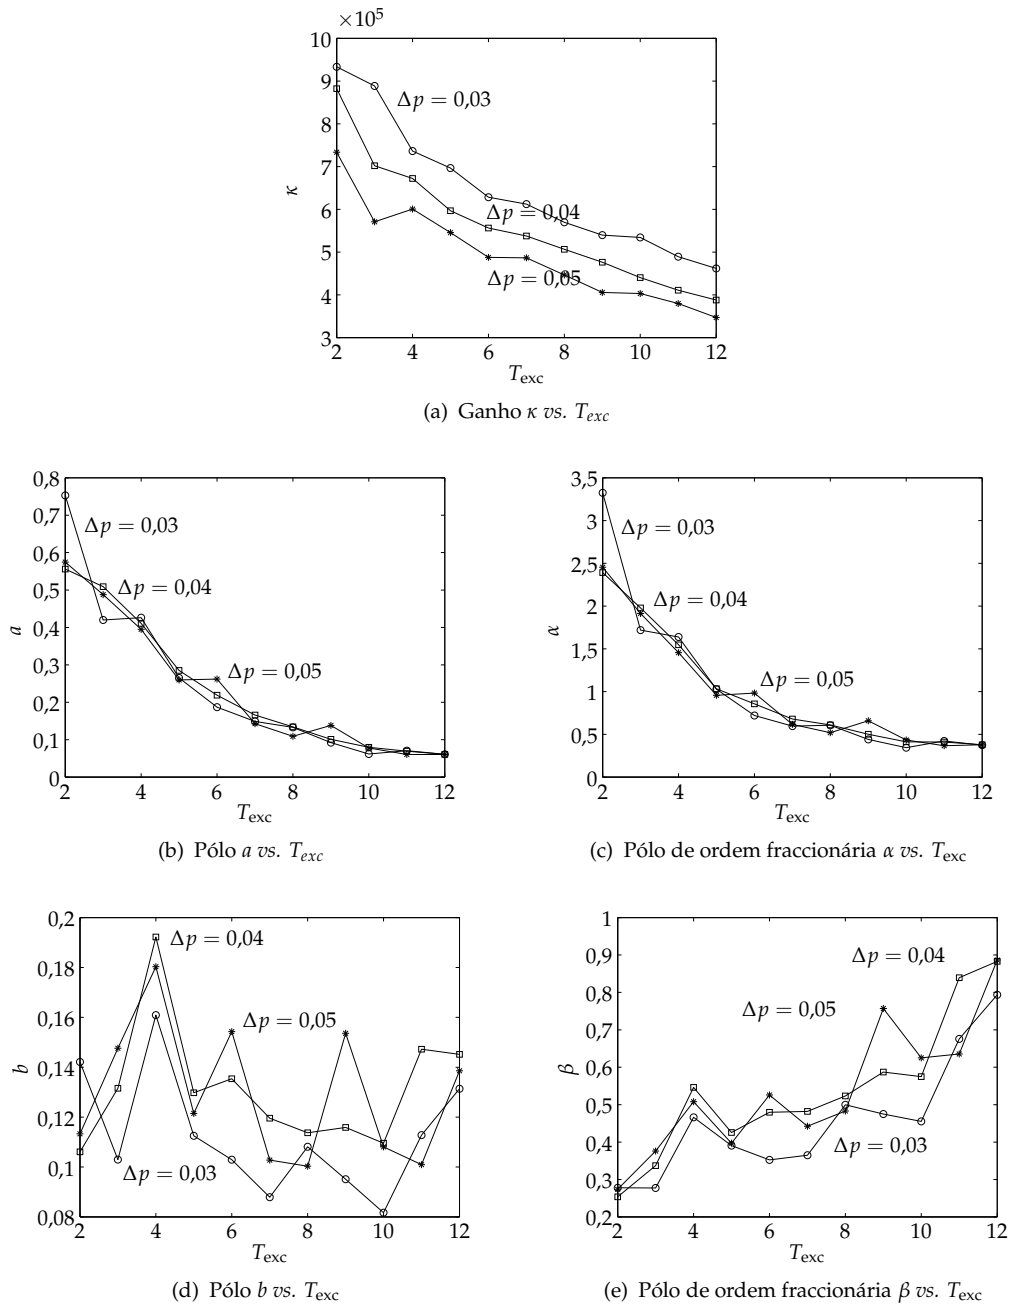 ×10⁵
10
9
8
7
6
5
4
3
κ
Δp = 0,03
Δp = 0,04
Δp = 0,05
2 4 6 8 10 12
T_exc
(a) Ganho κ vs. T_exc
0,8
0,7
0,6
0,5
0,4
0,3
0,2
0,1
0
a
Δp = 0,03
Δp = 0,04
Δp = 0,05
2 4 6 8 10 12
T_exc
(b) Pólo a vs. T_exc
3,5
3
2,5
2
1,5
1
0,5
0
α
Δp = 0,03
Δp = 0,04
Δp = 0,05
2 4 6 8 10 12
T_exc
(c) Pólo de ordem fraccionária α vs. T_exc
0,2
0,18
0,16
0,14
0,12
0,1
0,08
b
Δp = 0,04
Δp = 0,05
Δp = 0,03
2 4 6 8 10 12
T_exc
(d) Pólo b vs. T_exc
1
0,9
0,8
0,7
0,6
0,5
0,4
0,3
0,2
β
Δp = 0,04
Δp = 0,05
Δp = 0,03
2 4 6 8 10 12
T_exc
(e) Pólo de ordem fraccionária β vs. T_exc